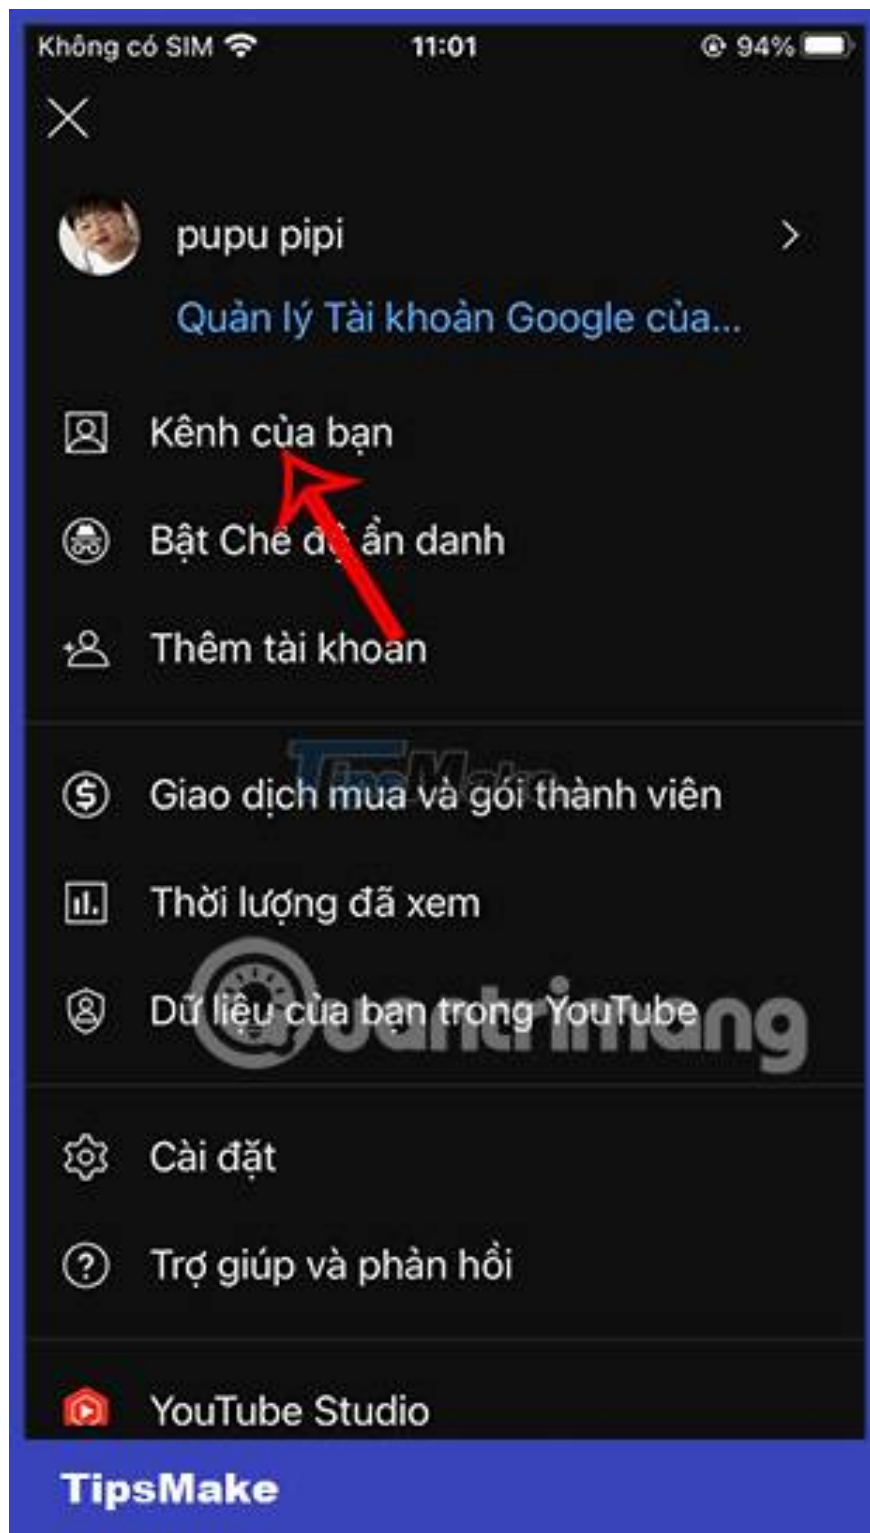 Không có SIM 11:01 94%
pupu pipi
Quản lý Tài khoản Google của...
Kênh của bạn
Bật Chế độ ẩn danh
Thêm tài khoản
TipsMake
Giao dịch mua và gói thành viên
Thời lượng đã xem
Dữ liệu của bạn trong YouTube
Quantrimang
Cài đặt
Trợ giúp và phản hồi
YouTube Studio
TipsMake